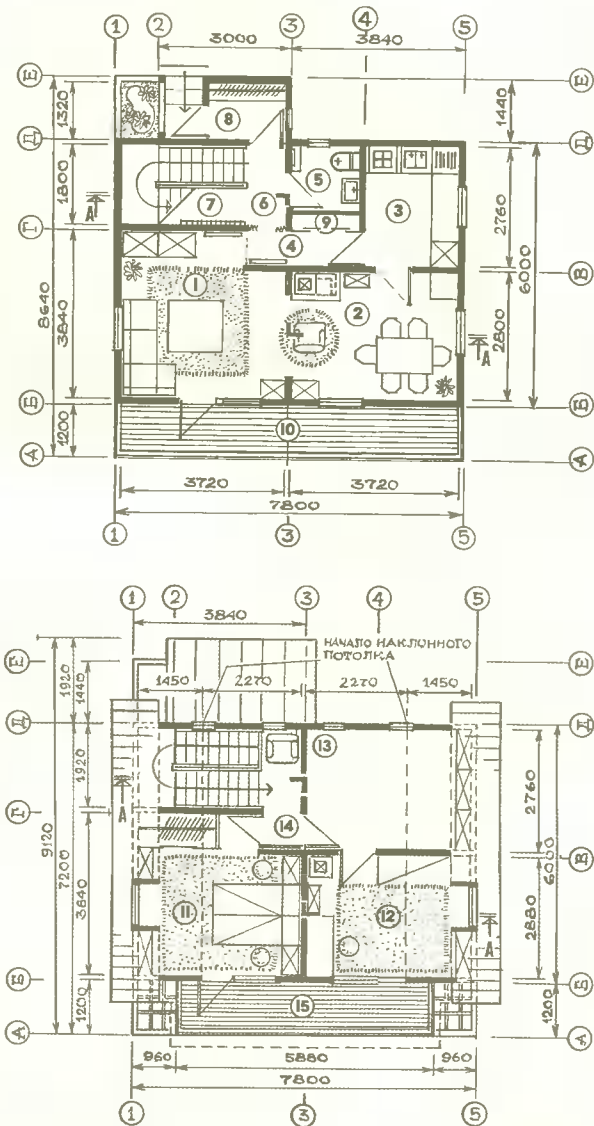 1 2 3 4 5
3000 3840
Е Е
1320 1440
Д Д
8
1800
5
7 6 9 3
2760
А
Г
4
В
8640
3840
6000
1 2
2800
А
Б Б
10
1200
А А
3720 3720
7800
1 3 5
1 2 3 4 5
3840
НАЧАЛО НАКЛОННОГО
ПОТОЛКА
Е Е
1920 1440
1450 2270 2270 1450
Д Д
13
1920
2760
А
Г
14
В
9120
7200
3840
6000
11 12
2880
А
Б Б
15
1200 1200
А А
960 5880 960
7800
1 3 5